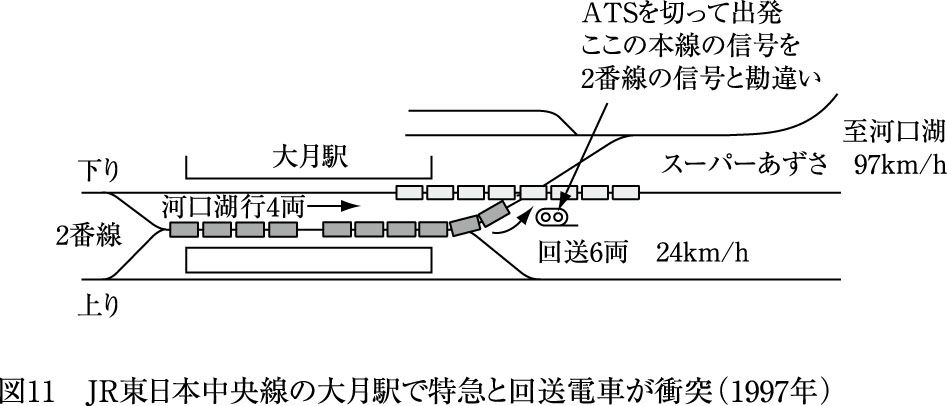 ATSを切って出発
ここの本線の信号を
2番線の信号と勘違い
大月駅
至河口湖
下り
スーパーあずさ 97km/h
河口湖行4両
2番線
回送6両 24km/h
上り
図11 JR東日本中央線の大月駅で特急と回送電車が衝突（1997年）